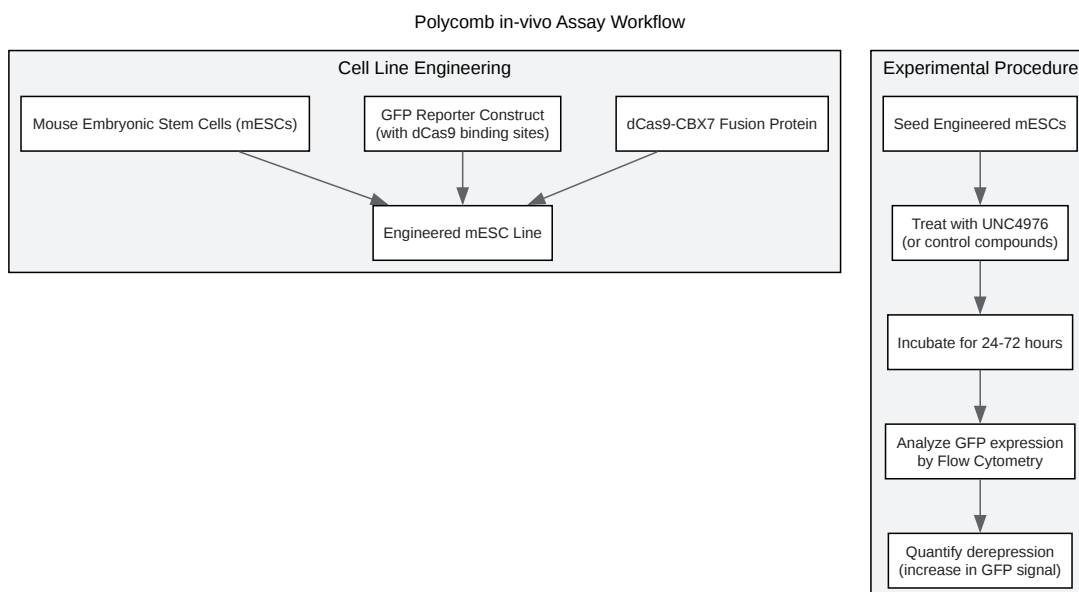 Polycomb in-vivo Assay Workflow
Cell Line Engineering
Mouse Embryonic Stem Cells (mESCs)
GFP Reporter Construct
(with dCas9 binding sites)
dCas9-CBX7 Fusion Protein
Engineered mESC Line
Experimental Procedure
Seed Engineered mESCs
Treat with UNC4976
(or control compounds)
Incubate for 24-72 hours
Analyze GFP expression
by Flow Cytometry
Quantify derepression
(increase in GFP signal)